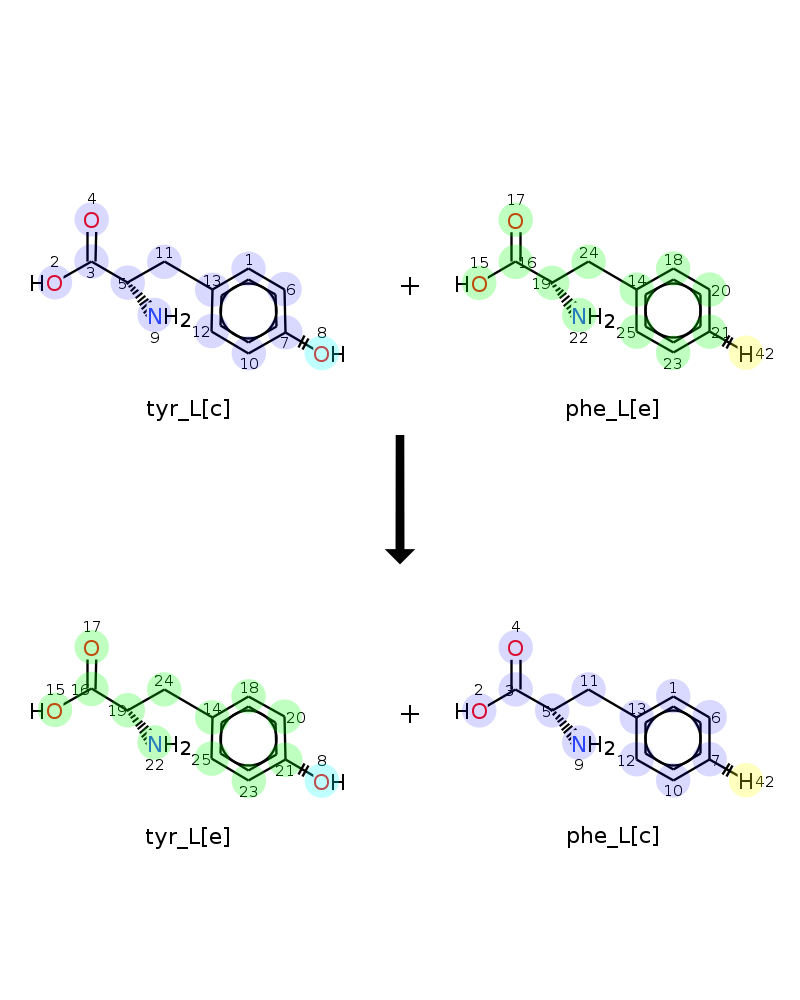 4 17
O O
2 3 11 1 15 16 24 18
HO 5 13 6 + HO 19 14 20
NH2 12 7 8 NH2 25 21
9 10 OH 22 23 H 42
tyr_L[c] phe_L[e]
17 4
O O
15 16 24 18 2 3 11 1
HO 19 14 20 + HO 5 13 6
NH2 25 21 8 NH2 12 7
22 23 OH 9 10 H 42
tyr_L[e] phe_L[c]